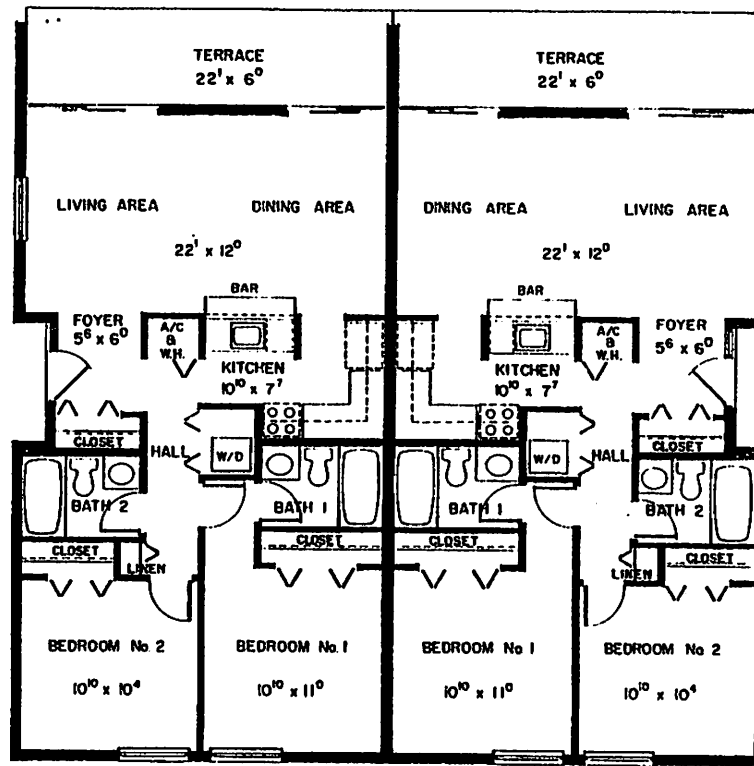 TERRACE
22' x 6⁰
TERRACE
22' x 6⁰
LIVING AREA
DINING AREA
22' x 12⁰
DINING AREA
LIVING AREA
22' x 12⁰
BAR
FOYER
5⁶ x 6⁰
A/C
&
W.H.
KITCHEN
10¹⁰ x 7⁷
BAR
KITCHEN
10¹⁰ x 7⁷
A/C
&
W.H.
FOYER
5⁶ x 6⁰
CLOSET
HALL
W/D
W/D
HALL
CLOSET
BATH 2
BATH 1
BATH 1
BATH 2
CLOSET
LINEN
CLOSET
CLOSET
LINEN
CLOSET
BEDROOM No. 2
10¹⁰ x 10⁴
BEDROOM No. 1
10¹⁰ x 11⁰
BEDROOM No 1
10¹⁰ x 11⁰
BEDROOM No 2
10¹⁰ x 10⁴